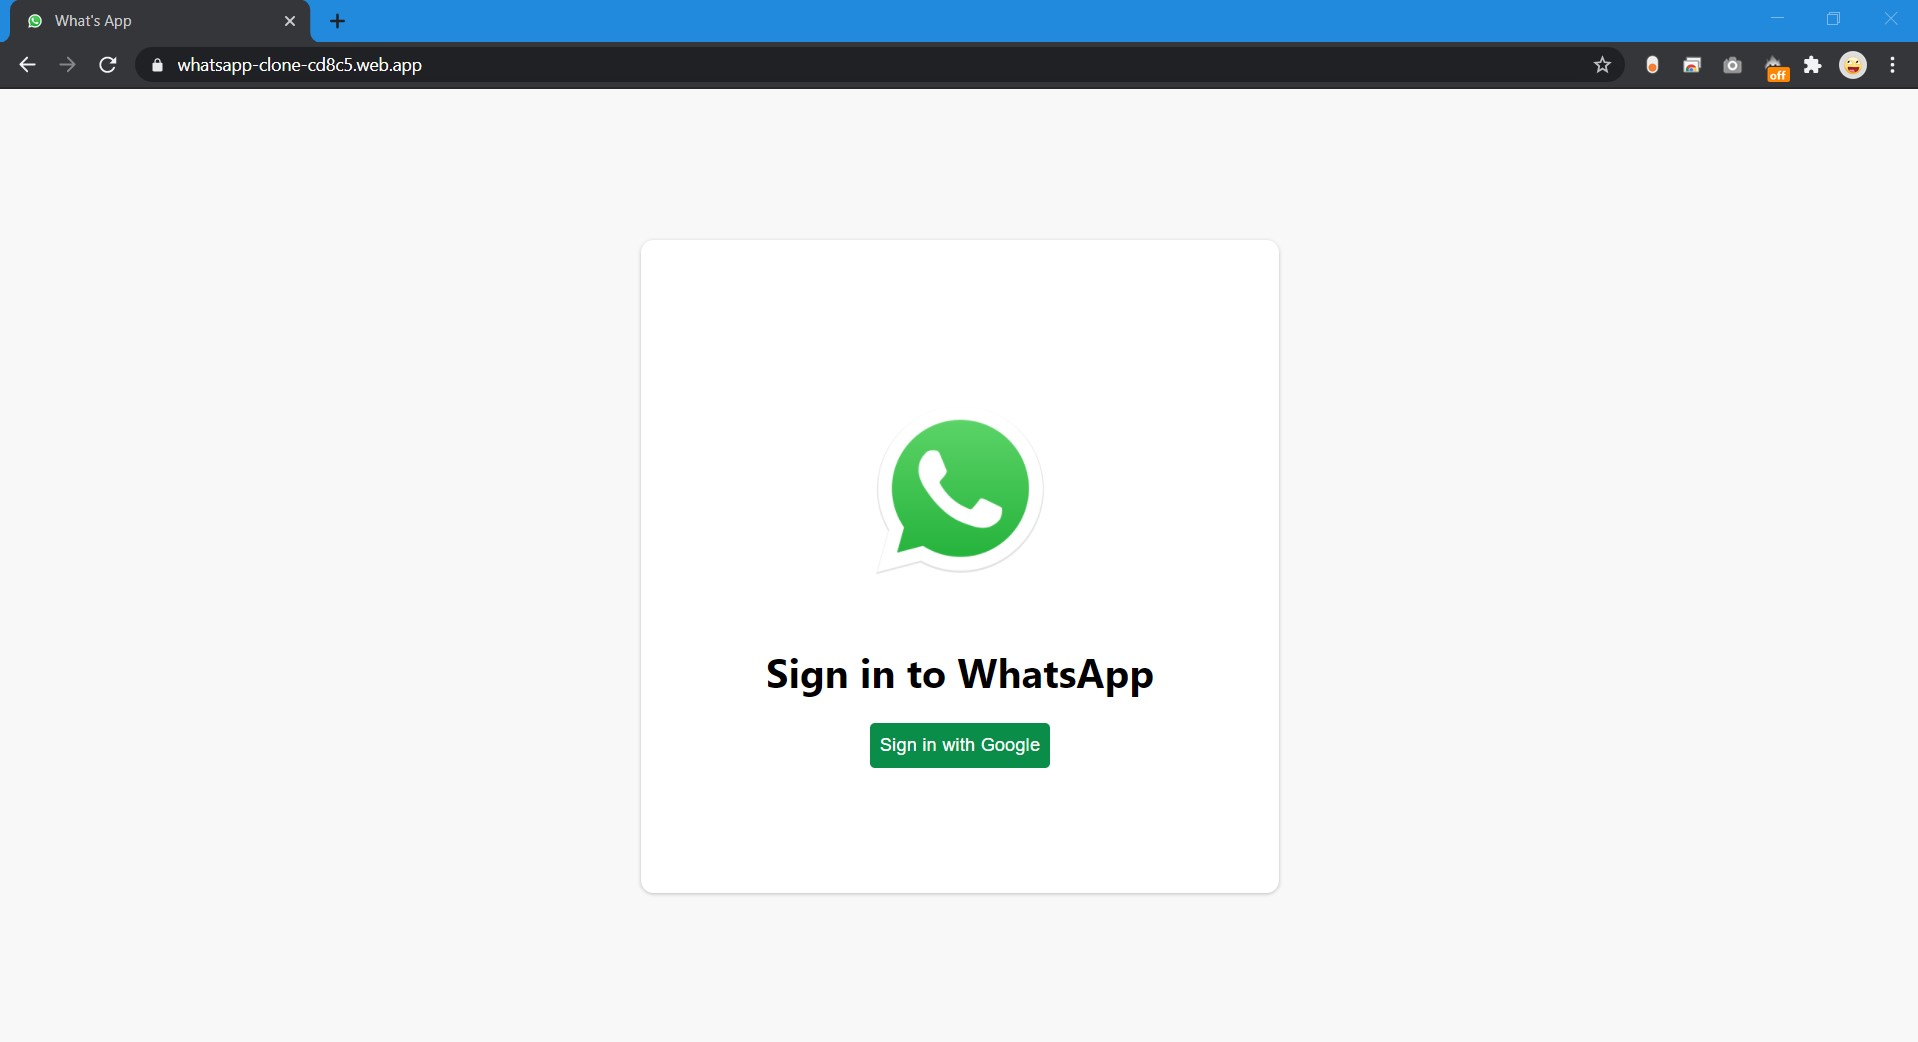 What's App
whatsapp-clone-cd8c5.web.app
off
Sign in to WhatsApp
Sign in with Google